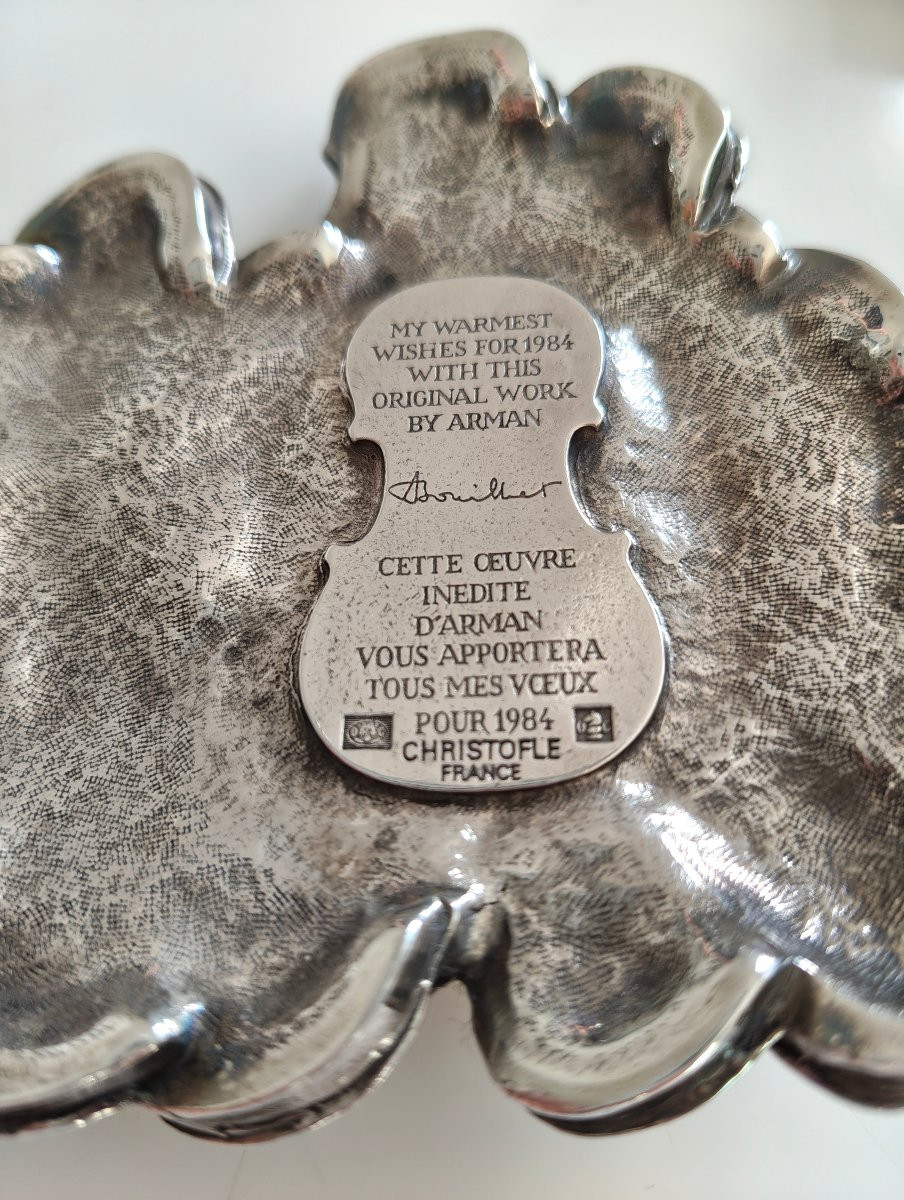 MY WARMEST
WISHES FOR 1984
WITH THIS
ORIGINAL WORK
BY ARMAN
ABouilhet
CETTE ŒUVRE
INEDITE
D'ARMAN
VOUS APPORTERA
TOUS MES VŒUX
POUR 1984
CHRISTOFLE
FRANCE